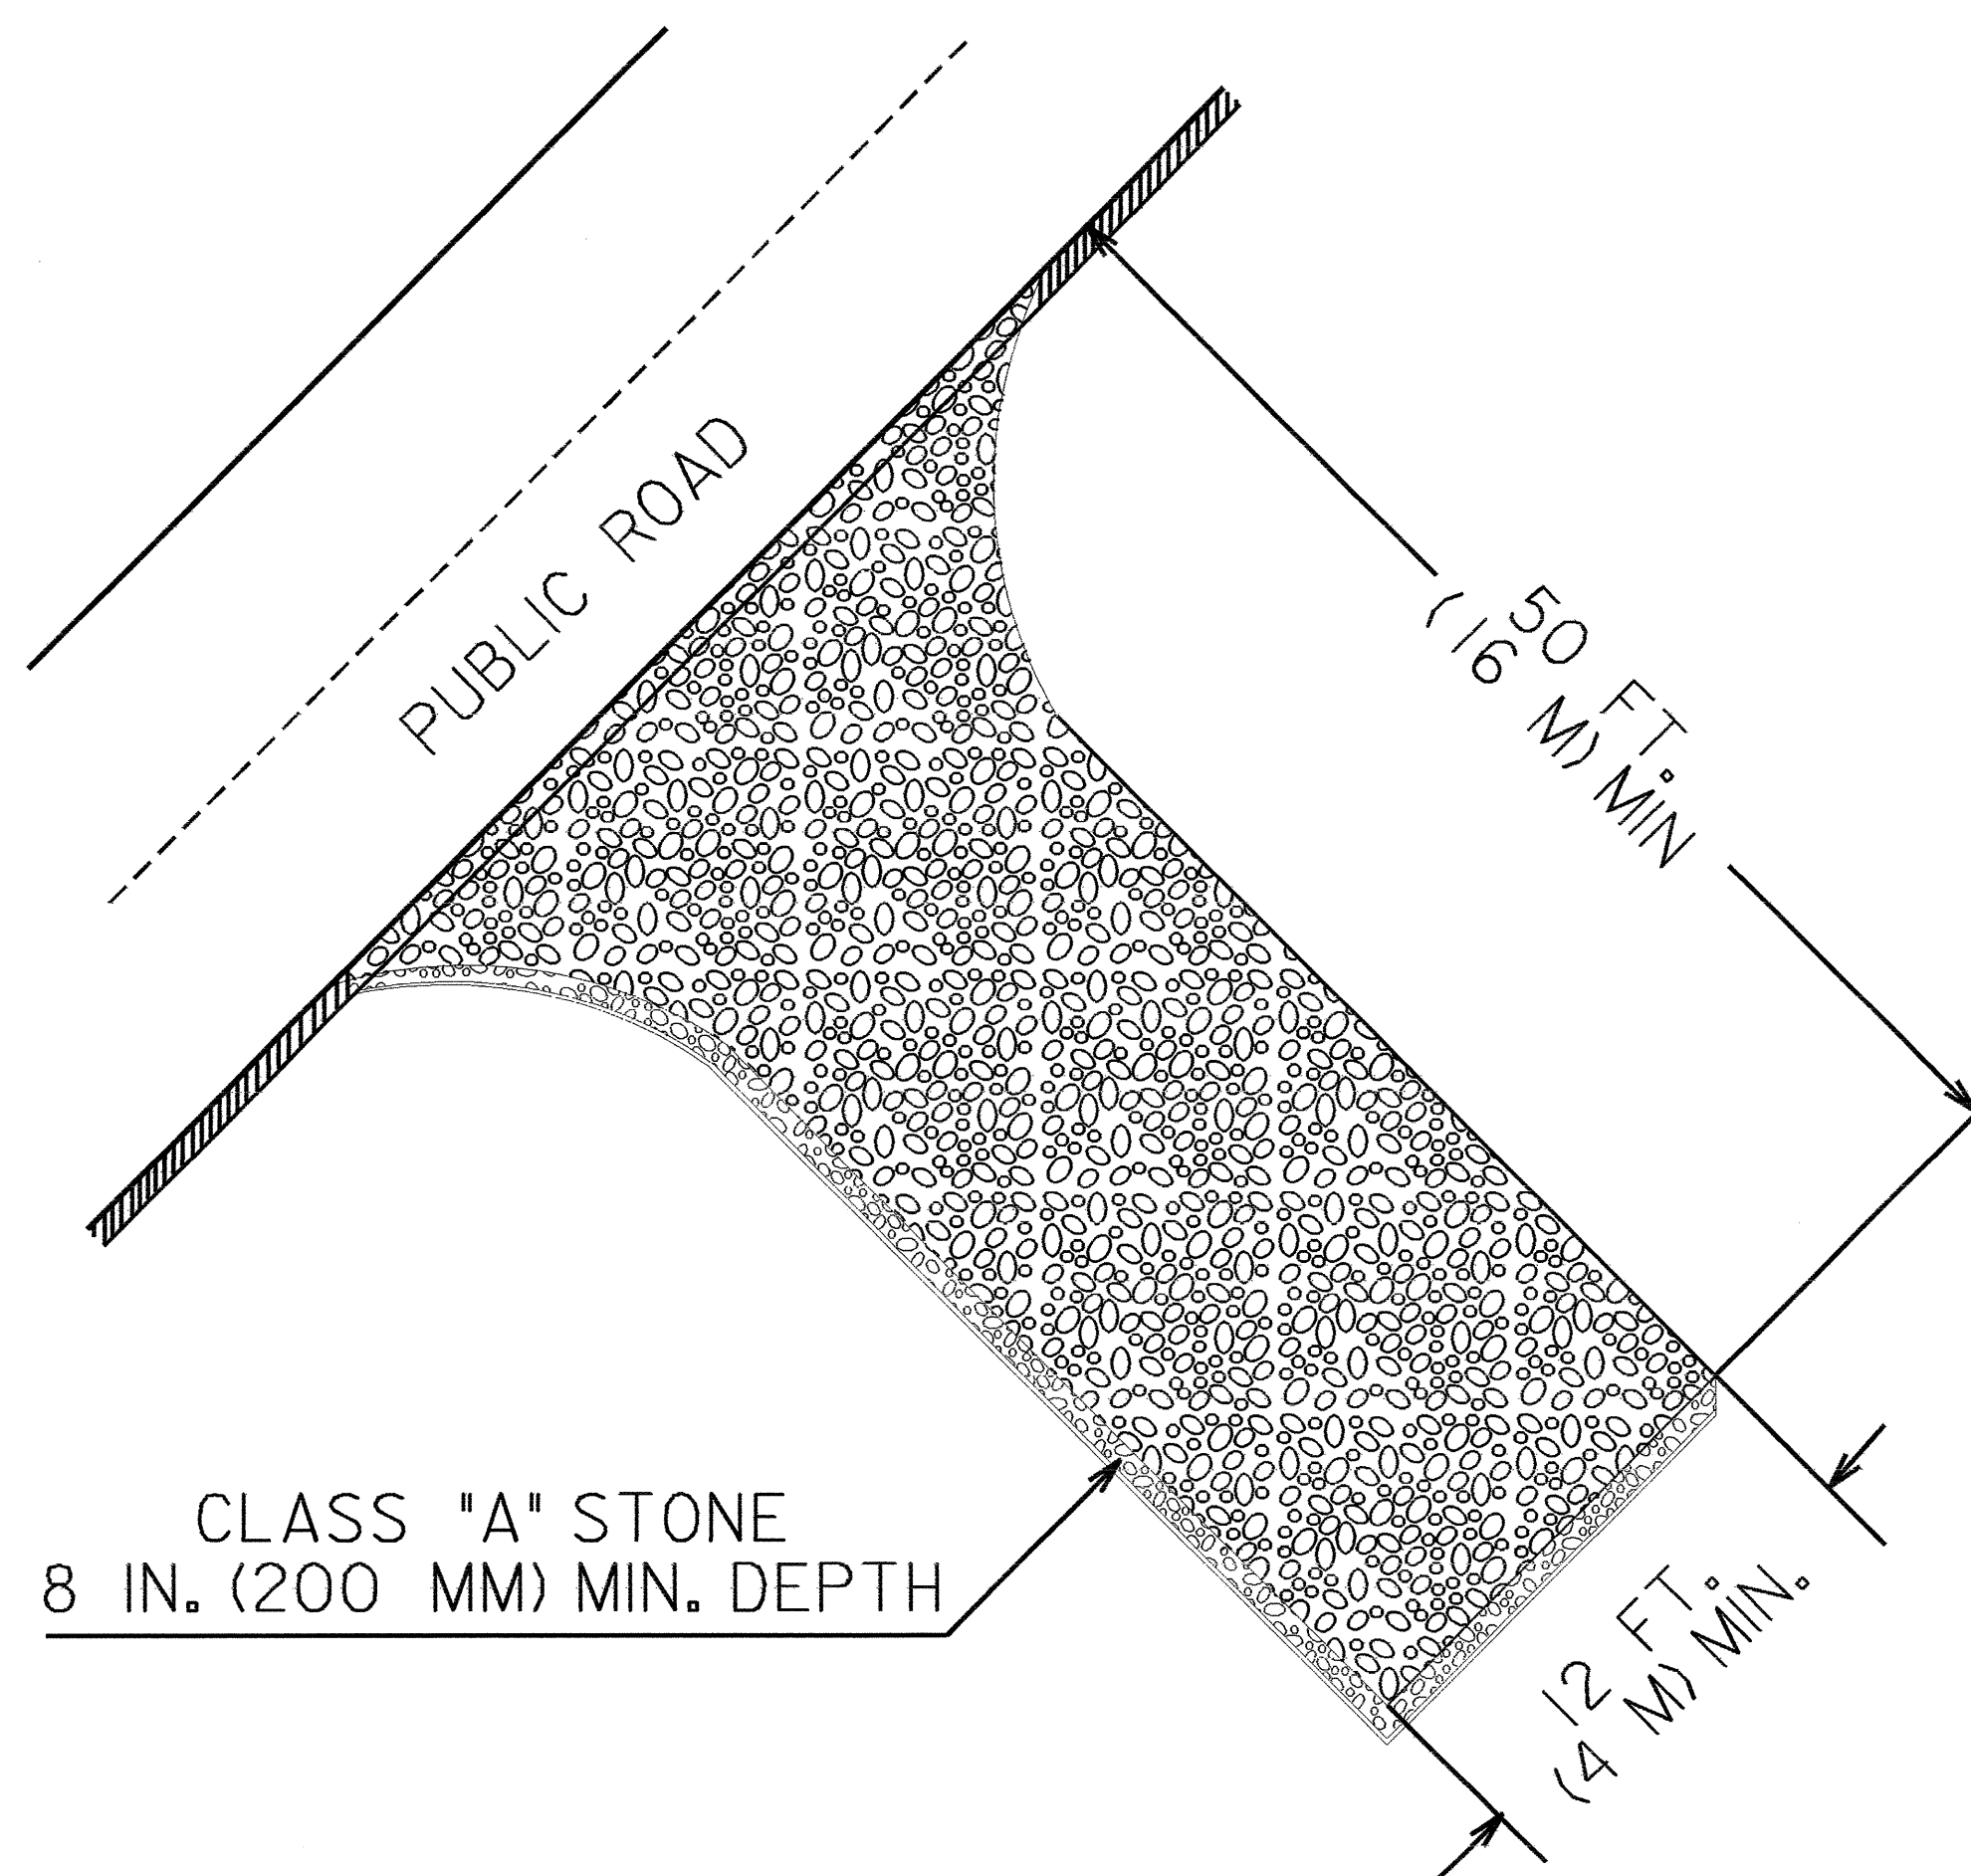 PUBLIC ROAD
50 FT.
(16 M) MIN
CLASS "A" STONE
8 IN. (200 MM) MIN. DEPTH
12 FT.
(4 M) MIN.